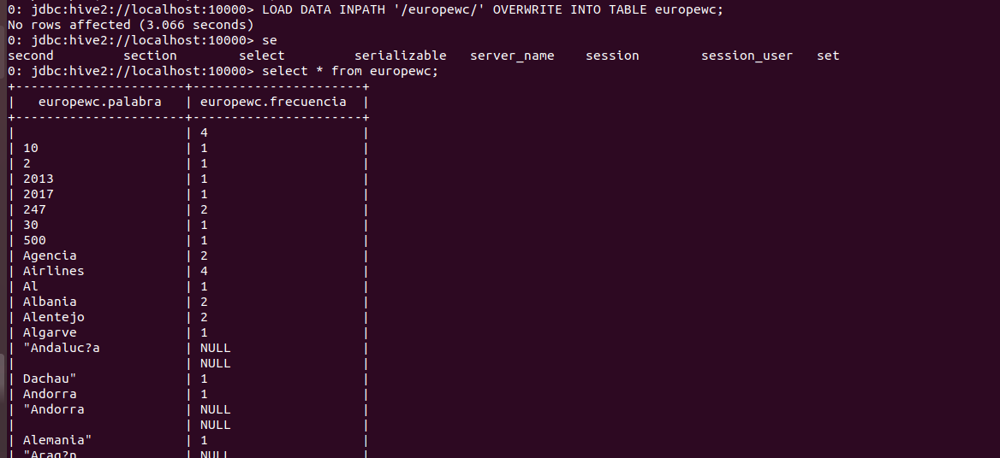 0: jdbc:hive2://localhost:10000> LOAD DATA INPATH '/europewc/' OVERWRITE INTO TABLE europewc;
No rows affected (3.066 seconds)
0: jdbc:hive2://localhost:10000> se
second         section        select         serializable   server_name    session        session_user   set
0: jdbc:hive2://localhost:10000> select * from europewc;
+----------------------+----------------------+
|   europewc.palabra   | europewc.frecuencia  |
+----------------------+----------------------+
|                      | 4                    |
| 10                   | 1                    |
| 2                    | 1                    |
| 2013                 | 1                    |
| 2017                 | 1                    |
| 247                  | 2                    |
| 30                   | 1                    |
| 500                  | 1                    |
| Agencia              | 2                    |
| Airlines             | 4                    |
| Al                   | 1                    |
| Albania              | 2                    |
| Alentejo             | 2                    |
| Algarve              | 1                    |
| "Andaluc?a           | NULL                 |
|                      | NULL                 |
| Dachau"              | 1                    |
| Andorra              | 1                    |
| "Andorra             | NULL                 |
|                      | NULL                 |
| Alemania"            | 1                    |
| "Arag?n              | NULL                 |